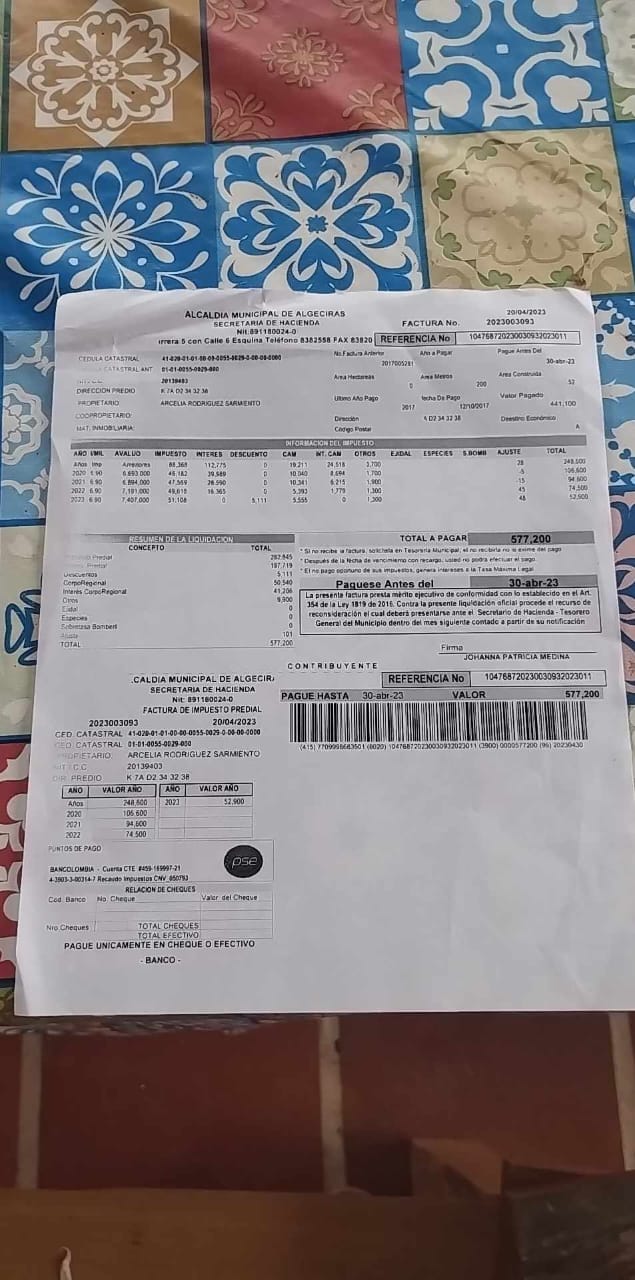 ALCALDIA MUNICIPAL DE ALGECIRAS
SECRETARIA DE HACIENDA
Nit:891180024-0
rrera 5 con Calle 6 Esquina Teléfono 8382558 FAX 83820
20/04/2023
FACTURA No. 2023003093
REFERENCIA No 10476872023003093 2023011
CEDULA CATASTRAL 41-020-01-01-00-00-0055-0029-0-00-00-0000
CATASTRAL ANT 01-01-0055-0029-000
20139403
DIRECCION PREDIO K 7A D2 34 32 38
PROPIETARIO: ARCELIA RODRIGUEZ SARMIENTO
COOPROPIETARIO:
MAT. INMOBILIARIA:
No.Factura Anterior 2017005281 Año a Pagar Pague Antes Del 30-abr-23
Area Hectareas 0 Area Metros 200 Area Construida 52
Ultimo Año Pago 2017 fecha De Pago 12/10/2017 Valor Pagado 441,100
Dirección K D2 34 32 38 Destino Económico A
Código Postal
INFORMACION DEL IMPUESTO
AÑO XMIL AVALUO IMPUESTO INTERES DESCUENTO CAM INT. CAM OTROS EJIDAL ESPECIES S.BOMB AJUSTE TOTAL
Años Imp Anteriores 88,368 112,775 0 19,211 24,518 3,700 28 248,600
2020 6.90 6,693,000 46,182 39,989 0 10,040 8,694 1,700 -5 106,600
2021 6.90 6,894,000 47,569 28,590 0 10,341 6,215 1,900 -15 94,600
2022 6.90 7,191,000 49,618 16,365 0 5,393 1,779 1,300 45 74,500
2023 6.90 7,407,000 51,108 0 5,111 5,555 0 1,300 48 52,900
RESUMEN DE LA LIQUIDACION
CONCEPTO TOTAL
Predial 282,845
Predial 197,719
Descuentos 5,111
CorpoRegional 50,540
Interés CorpoRegional 41,206
Otros 9,900
Ejidal 0
Especies 0
Sobretasa Bomberil 0
Ajuste 101
TOTAL 577,200
TOTAL A PAGAR 577,200
* Si no recibe la factura, solicítela en Tesorería Municipal, el no recibirla no lo exime del pago
* Después de la fecha de vencimiento con recargo, usted no podrá efectuar el pago.
* El no pago oportuno de sus impuestos, genera intereses a la Tasa Máxima Legal
Paguese Antes del 30-abr-23
La presente factura presta mérito ejecutivo de conformidad con lo establecido en el Art.
354 de la Ley 1819 de 2016. Contra la presente liquidación oficial procede el recurso de
reconsideración el cual deberá presentarse ante el Secretario de Hacienda - Tesorero
General del Municipio dentro del mes siguiente contado a partir de su notificación
Firma
JOHANNA PATRICIA MEDINA
CONTRIBUYENTE
.CALDIA MUNICIPAL DE ALGECIRA
SECRETARIA DE HACIENDA
Nit: 891180024-0
FACTURA DE IMPUESTO PREDIAL
REFERENCIA No 104768720230030932023011
PAGUE HASTA 30-abr-23 VALOR 577,200
(415) 7709998663501 (8020) 104768720230030932023011 (3900) 0000577200 (96) 20230430
2023003093 20/04/2023
CED. CATASTRAL 41-020-01-01-00-00-0055-0029-0-00-00-0000
CED. CATASTRAL 01-01-0055-0029-000
PROPIETARIO: ARCELIA RODRIGUEZ SARMIENTO
NIT / C.C 20139403
DIR. PREDIO K 7A D2 34 32 38
AÑO VALOR AÑO AÑO VALOR AÑO
Años 248,600 2023 52,900
2020 106,600
2021 94,600
2022 74,500
PUNTOS DE PAGO
BANCOLOMBIA - Cuenta CTE #459-169997-21
4-3903-3-00314-7 Recaudo Impuestos CNV_050793
pse
RELACION DE CHEQUES
Cod. Banco No. Cheque Valor del Cheque
Nro Cheques TOTAL CHEQUES
TOTAL EFECTIVO
PAGUE UNICAMENTE EN CHEQUE O EFECTIVO
- BANCO -